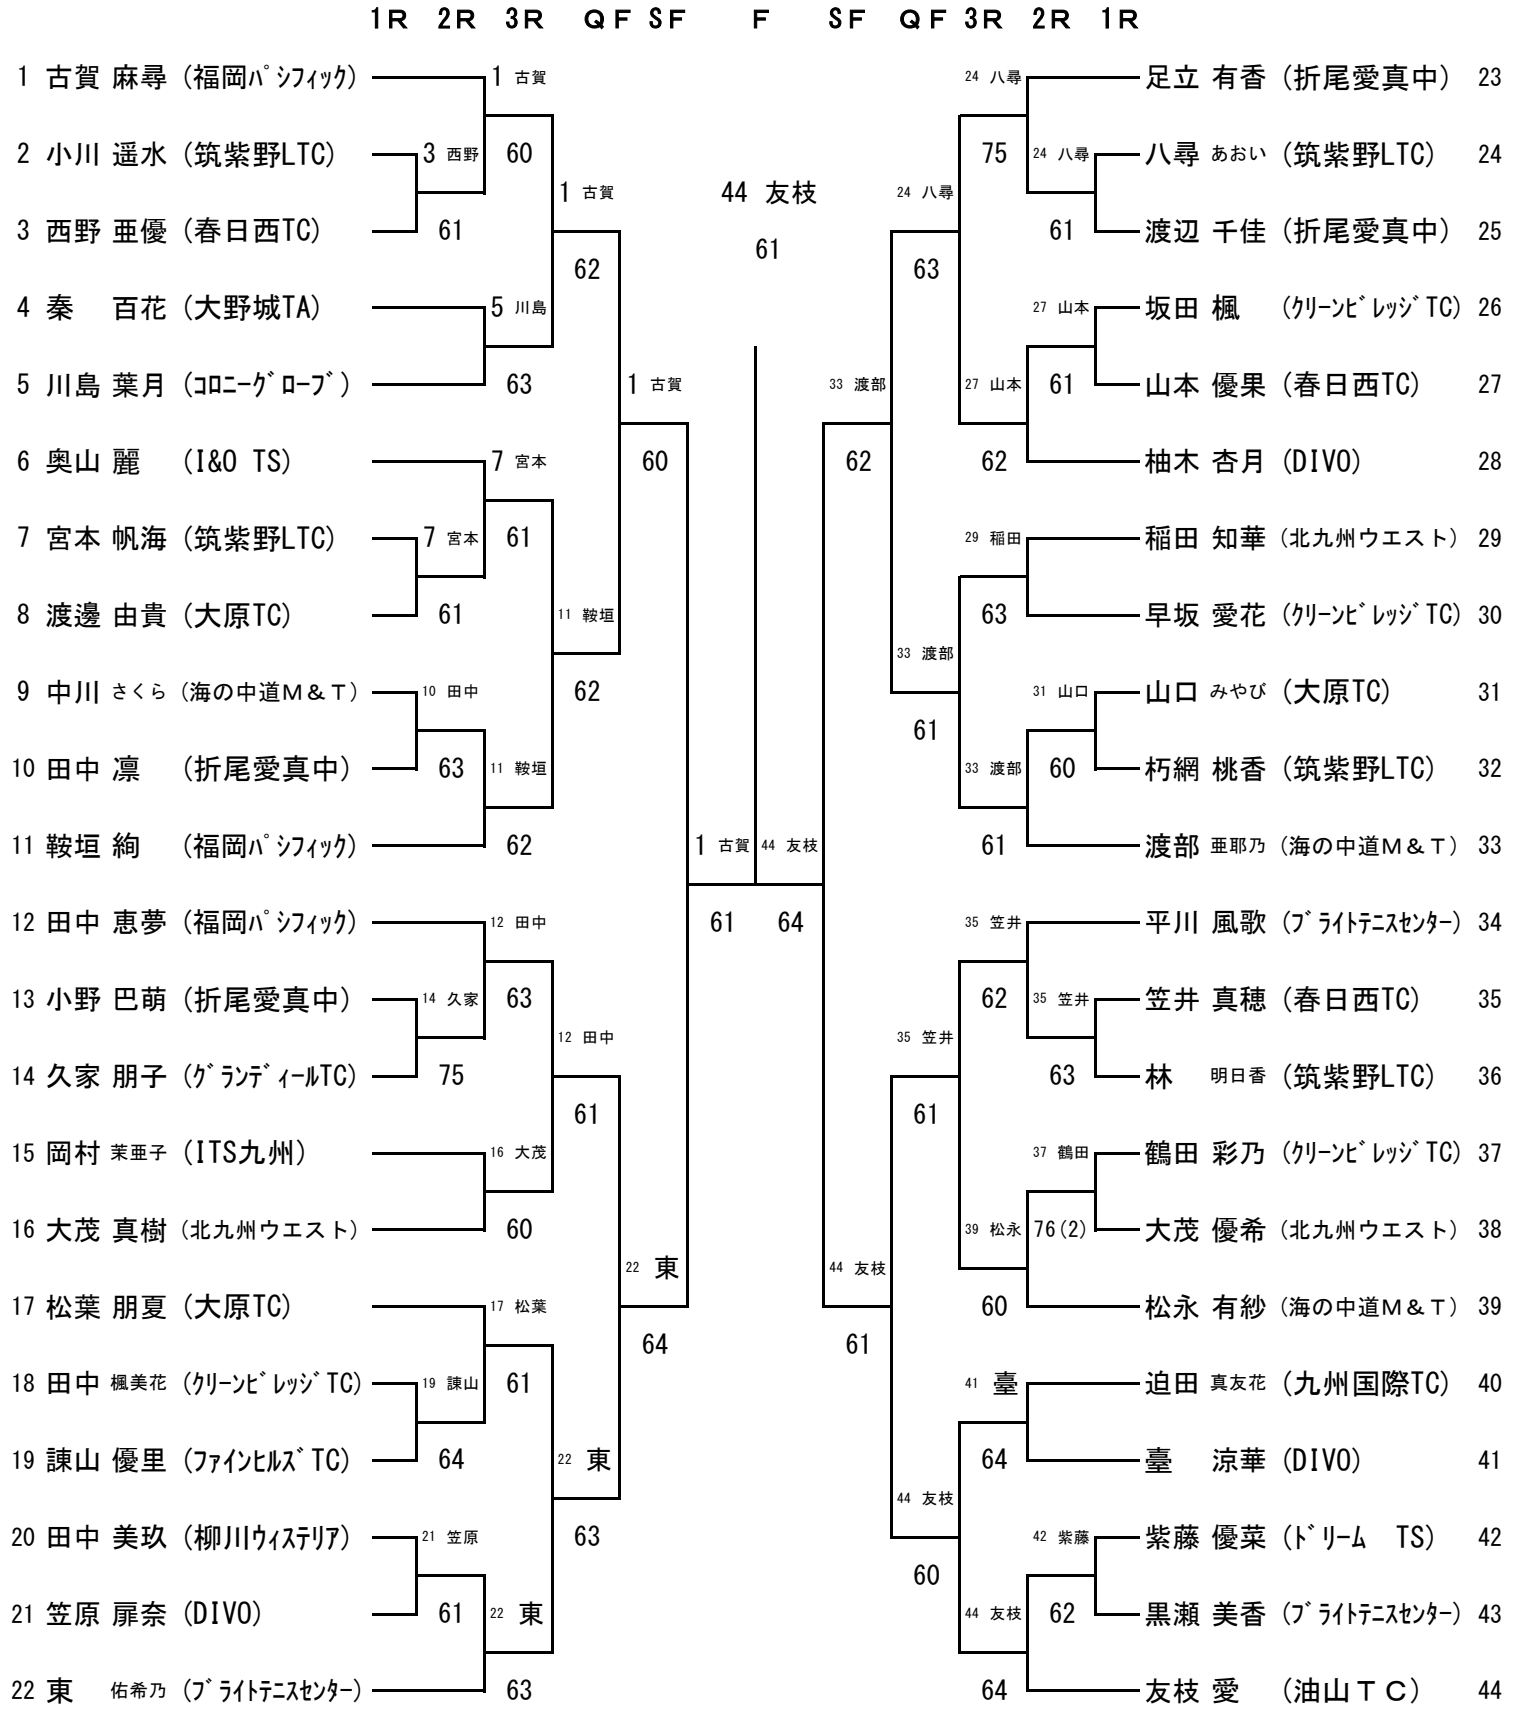 1R 2R 3R QF SF F SF QF 3R 2R 1R
1 古賀 麻尋 (福岡ﾊﾟｼﾌｨｯｸ) 1 古賀 24 八尋 足立 有香 (折尾愛真中) 23
2 小川 遥水 (筑紫野LTC) 3 西野 60 75 24 八尋 八尋 あおい (筑紫野LTC) 24
1 古賀 44 友枝 24 八尋
3 西野 亜優 (春日西TC) 61 61 渡辺 千佳 (折尾愛真中) 25
61
62 63
4 秦 百花 (大野城TA) 5 川島 27 山本 坂田 楓 (ｸﾘｰﾝﾋﾞﾚｯｼﾞTC) 26
5 川島 葉月 (ｺﾛﾆｰｸﾞﾛｰﾌﾞ) 63 1 古賀 33 渡部 27 山本 61 山本 優果 (春日西TC) 27
6 奥山 麗 (I&O TS) 7 宮本 60 62 62 柚木 杏月 (DIVO) 28
7 宮本 帆海 (筑紫野LTC) 7 宮本 61 29 稲田 稲田 知華 (北九州ウエスト) 29
8 渡邊 由貴 (大原TC) 61 11 鞍垣 63 早坂 愛花 (ｸﾘｰﾝﾋﾞﾚｯｼﾞTC) 30
33 渡部
9 中川 さくら (海の中道Ｍ＆Ｔ) 10 田中 62 31 山口 山口 みやび (大原TC) 31
61
10 田中 凛 (折尾愛真中) 63 11 鞍垣 33 渡部 60 朽網 桃香 (筑紫野LTC) 32
11 鞍垣 絢 (福岡ﾊﾟｼﾌｨｯｸ) 62 1 古賀 44 友枝 61 渡部 亜耶乃 (海の中道Ｍ＆Ｔ) 33
12 田中 恵夢 (福岡ﾊﾟｼﾌｨｯｸ) 12 田中 61 64 35 笠井 平川 風歌 (ﾌﾞﾗｲﾄﾃﾆｽｾﾝﾀｰ) 34
13 小野 巴萌 (折尾愛真中) 14 久家 63 62 35 笠井 笠井 真穂 (春日西TC) 35
12 田中 35 笠井
14 久家 朋子 (ｸﾞﾗﾝﾃﾞｨｰﾙTC) 75 63 林 明日香 (筑紫野LTC) 36
61 61
15 岡村 茉亜子 (ITS九州) 16 大茂 37 鶴田 鶴田 彩乃 (ｸﾘｰﾝﾋﾞﾚｯｼﾞTC) 37
16 大茂 真樹 (北九州ウエスト) 60 39 松永 76(2) 大茂 優希 (北九州ウエスト) 38
22 東 44 友枝
17 松葉 朋夏 (大原TC) 17 松葉 60 松永 有紗 (海の中道Ｍ＆Ｔ) 39
64 61
18 田中 楓美花 (ｸﾘｰﾝﾋﾞﾚｯｼﾞTC) 19 諌山 61 41 臺 迫田 真友花 (九州国際TC) 40
19 諌山 優里 (ﾌｧｲﾝﾋﾙｽﾞTC) 64 22 東 64 臺 涼華 (DIVO) 41
44 友枝
20 田中 美玖 (柳川ｳｨｽﾃﾘｱ) 21 笠原 63 42 紫藤 紫藤 優菜 (ﾄﾞﾘｰﾑ TS) 42
60
21 笠原 扉奈 (DIVO) 61 22 東 44 友枝 62 黒瀬 美香 (ﾌﾞﾗｲﾄﾃﾆｽｾﾝﾀｰ) 43
22 東 佑希乃 (ﾌﾞﾗｲﾄﾃﾆｽｾﾝﾀｰ) 63 64 友枝 愛 (油山ＴＣ) 44